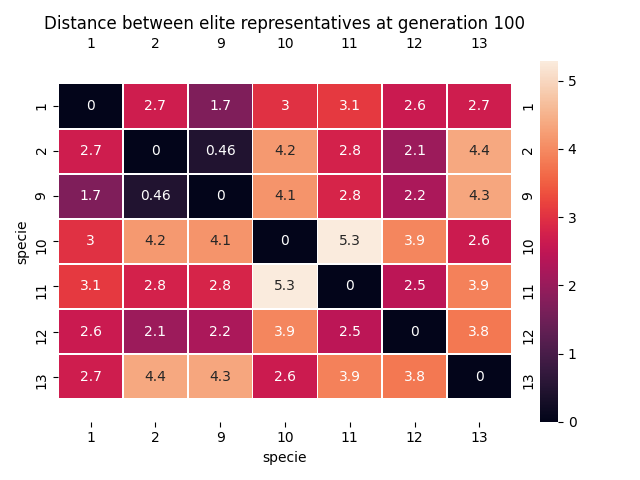 Distance between elite representatives at generation 100
1 2 9 10 11 12 13
1 0 2.7 1.7 3 3.1 2.6 2.7 1
2 2.7 0 0.46 4.2 2.8 2.1 4.4 2
9 1.7 0.46 0 4.1 2.8 2.2 4.3 9
10 3 4.2 4.1 0 5.3 3.9 2.6 10
11 3.1 2.8 2.8 5.3 0 2.5 3.9 11
12 2.6 2.1 2.2 3.9 2.5 0 3.8 12
13 2.7 4.4 4.3 2.6 3.9 3.8 0 13
1 2 9 10 11 12 13
specie
specie
5
4
3
2
1
0